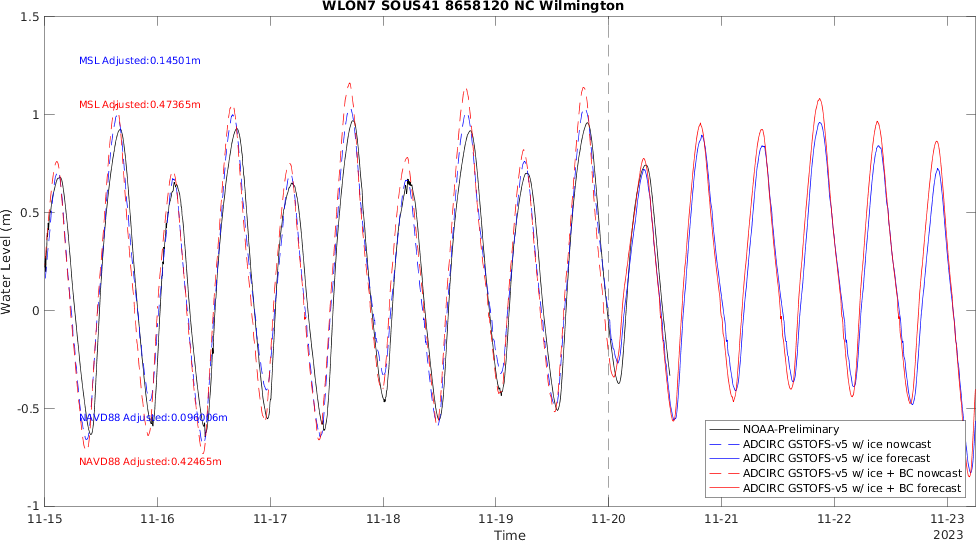 WLON7 SOUS41 8658120 NC Wilmington
1.5
1
0.5
0
-0.5
-1
Water Level (m)
MSL Adjusted:0.14501m
MSL Adjusted:0.47365m
NAVD88 Adjusted:0.096006m
NAVD88 Adjusted:0.42465m
NOAA-Preliminary
ADCIRC GSTOFS-v5 w/ ice nowcast
ADCIRC GSTOFS-v5 w/ ice forecast
ADCIRC GSTOFS-v5 w/ ice + BC nowcast
ADCIRC GSTOFS-v5 w/ ice + BC forecast
11-15 11-16 11-17 11-18 11-19 11-20 11-21 11-22 11-23
Time
2023